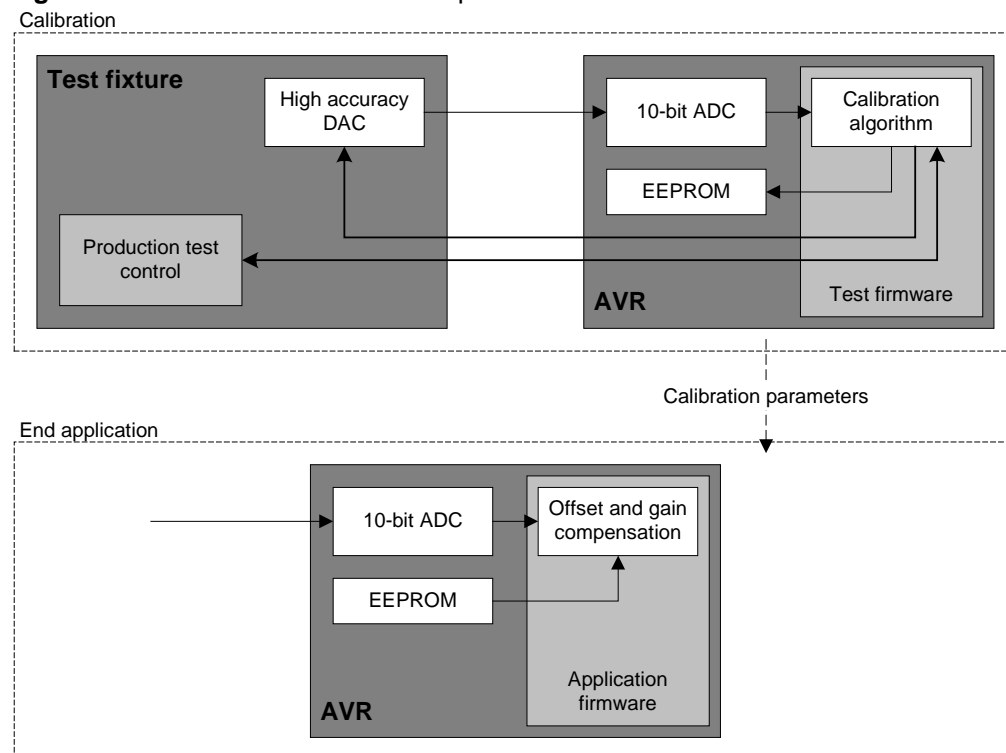 Calibration
Test fixture
High accuracy
DAC
10-bit ADC
Calibration
algorithm
EEPROM
Production test
control
AVR
Test firmware
Calibration parameters
End application
10-bit ADC
Offset and gain
compensation
EEPROM
Application
firmware
AVR